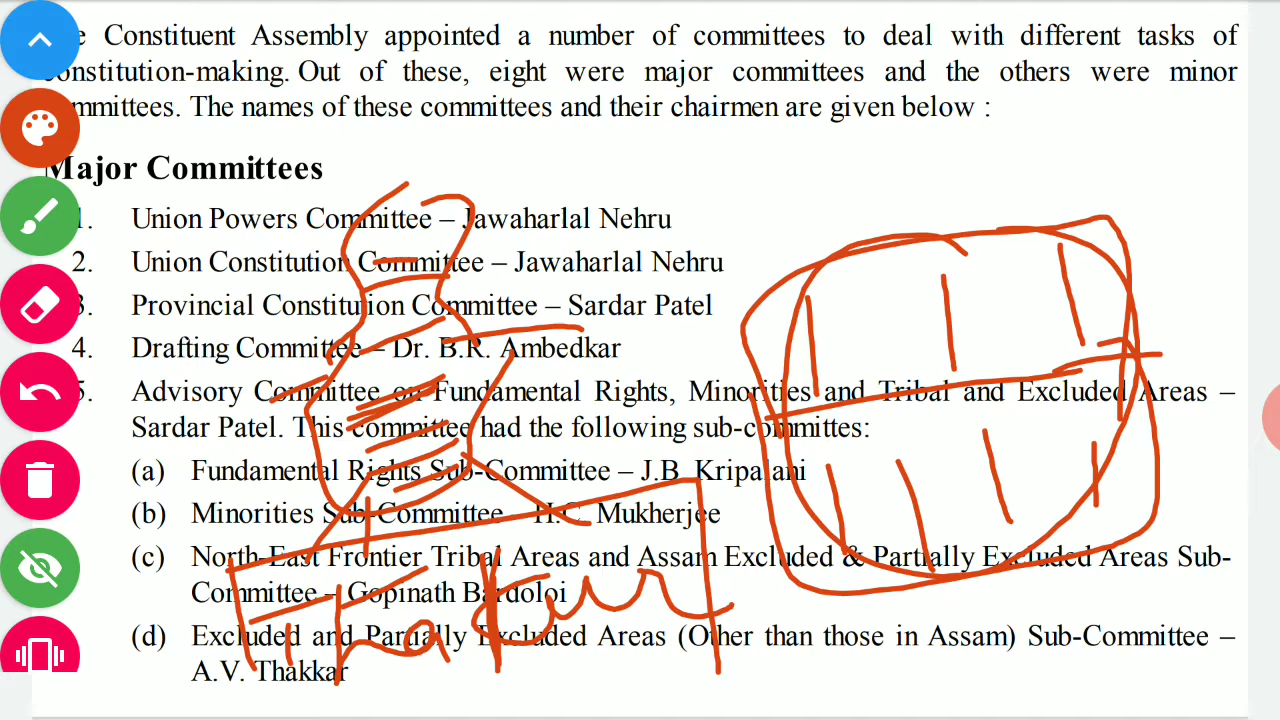 Constituent Assembly appointed a number of committees to deal with different tasks of
constitution-making. Out of these, eight were major committees and the others were minor
committees. The names of these committees and their chairmen are given below :
Major Committees
1. Union Powers Committee – Jawaharlal Nehru
2. Union Constitution Committee – Jawaharlal Nehru
3. Provincial Constitution Committee – Sardar Patel
4. Drafting Committee – Dr. B.R. Ambedkar
5. Advisory Committee on Fundamental Rights, Minorities and Tribal and Excluded Areas –
Sardar Patel. This committee had the following sub-committes:
(a) Fundamental Rights Sub-Committee – J.B. Kripalani
(b) Minorities Sub-Committee – H.C. Mukherjee
(c) North-East Frontier Tribal Areas and Assam Excluded & Partially Excluded Areas Sub-
Committee – Gopinath Bardoloi
(d) Excluded and Partially Excluded Areas (Other than those in Assam) Sub-Committee –
A.V. Thakkar